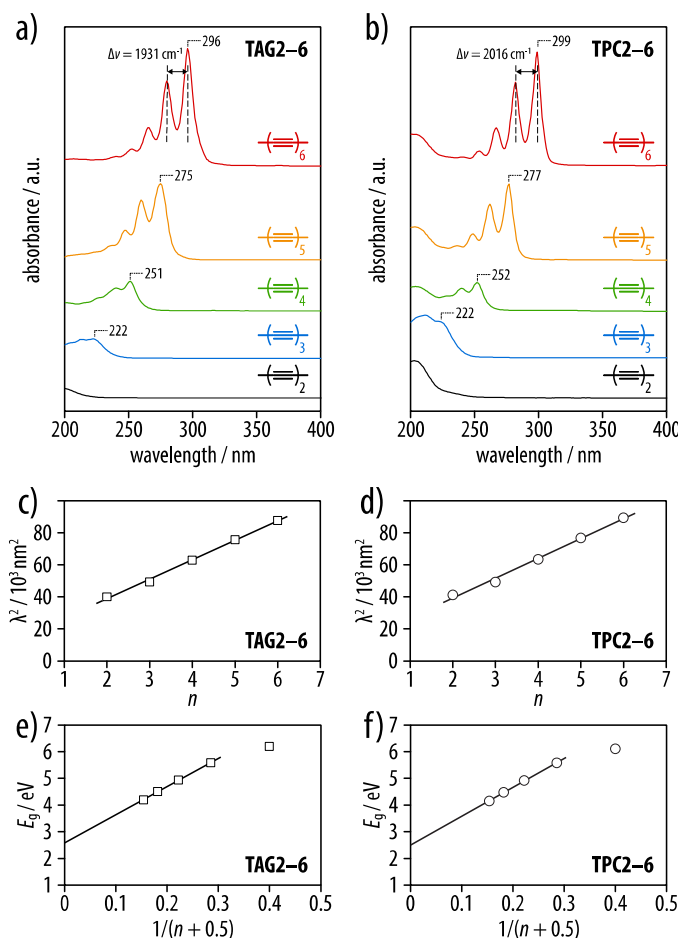 a)
TAG2–6
Δν = 1931 cm⁻¹
296
275
251
222
6
5
4
3
2
absorbance / a.u.
200
250
300
350
400
wavelength / nm
b)
TPC2–6
Δν = 2016 cm⁻¹
299
277
252
222
6
5
4
3
2
absorbance / a.u.
200
250
300
350
400
wavelength / nm
c)
80
60
40
20
0
λ² / 10³ nm²
TAG2–6
1 2 3 4 5 6 7
n
d)
80
60
40
20
0
λ² / 10³ nm²
TPC2–6
1 2 3 4 5 6 7
n
e)
7
6
5
4
3
2
1
E_g / eV
TAG2–6
0 0.1 0.2 0.3 0.4 0.5
1/(n + 0.5)
f)
7
6
5
4
3
2
1
E_g / eV
TPC2–6
0 0.1 0.2 0.3 0.4 0.5
1/(n + 0.5)